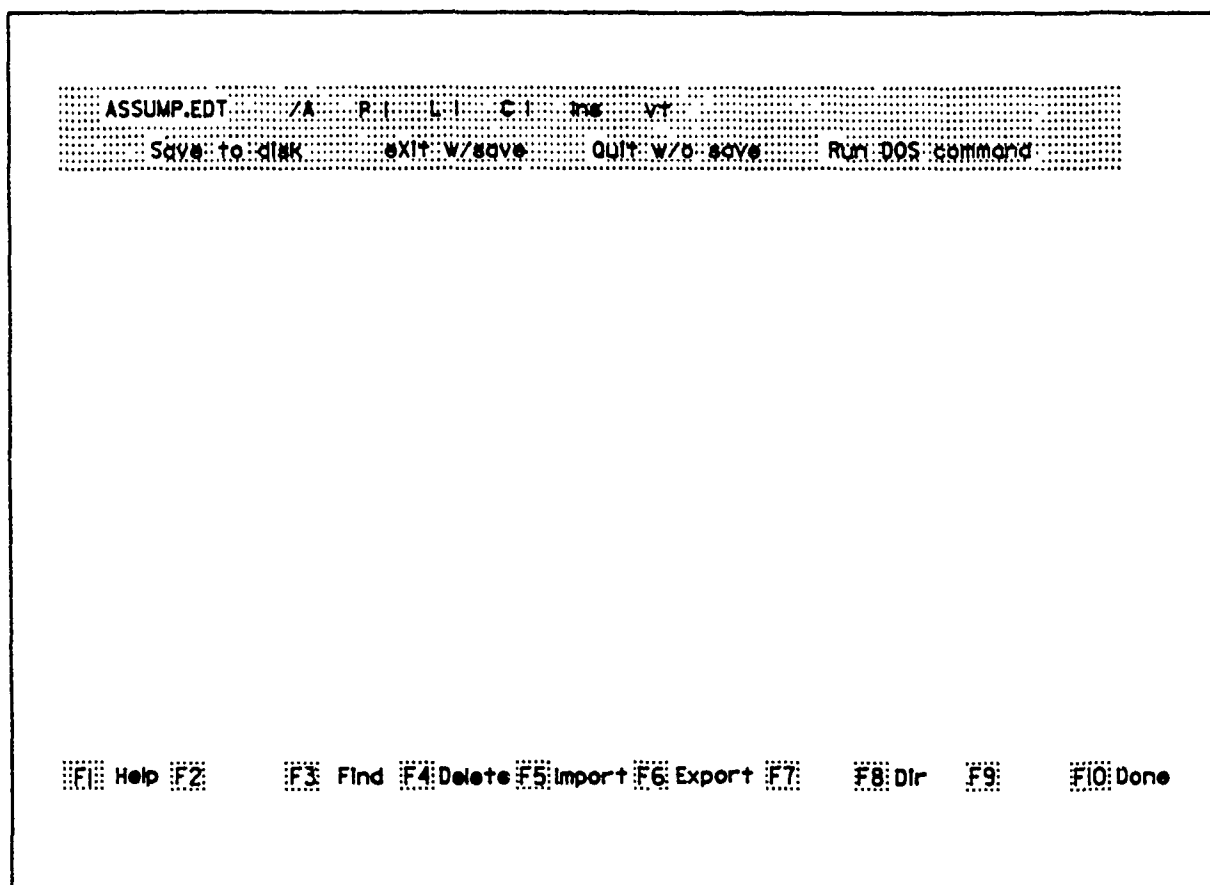 ASSUMP.EDT /A P 1 L 1 C 1 Ins vt
Save to disk eXit w/save Quit w/o save Run DOS command
F1 Help F2 F3 Find F4 Delete F5 Import F6 Export F7 F8 Dir F9 F10 Done